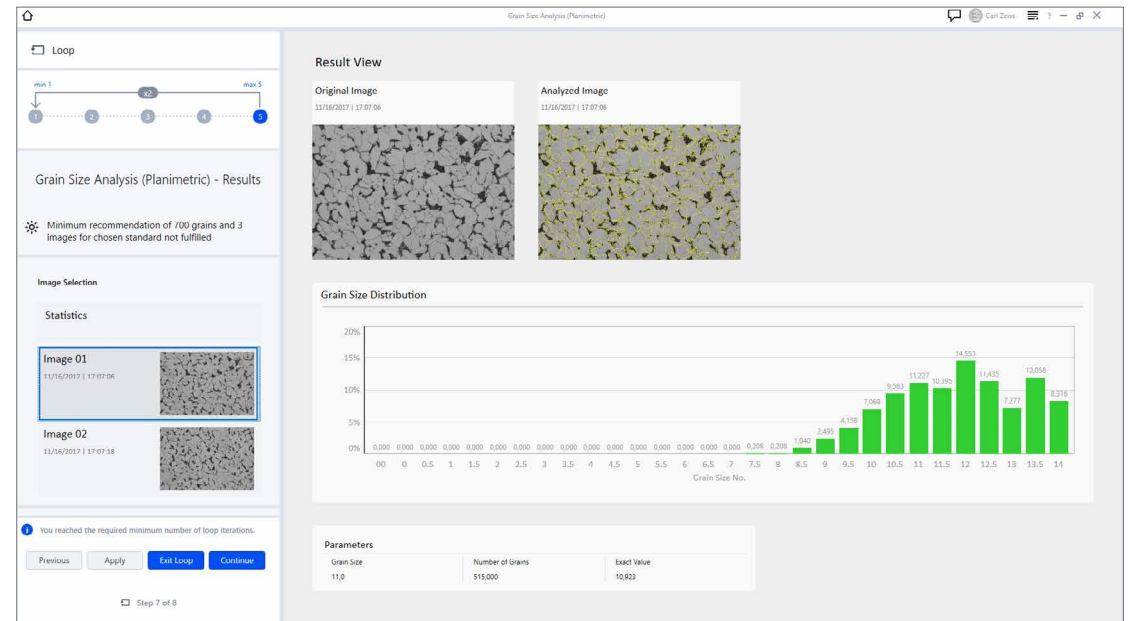 Grain Size Analysis (Planimetric)
Carl Zeiss
?
Loop
min 1
x2
max 5
1 2 3 4 5
Grain Size Analysis (Planimetric) - Results
Minimum recommendation of 700 grains and 3
images for chosen standard not fulfilled
Image Selection
Statistics
Image 01
11/16/2017 | 17:07:06
Image 02
11/16/2017 | 17:07:18
You reached the required minimum number of loop iterations.
Previous Apply Exit Loop Continue
Step 7 of 8
Result View
Original Image
11/16/2017 | 17:07:06
Analyzed Image
11/16/2017 | 17:07:06
Grain Size Distribution
20%
15%
10%
5%
0%
0,000 0,000 0,000 0,000 0,000 0,000 0,000 0,000 0,000 0,000 0,000 0,000 0,000 0,000 0,000 0,000 0,208 0,208 1,040 2,495 4,158 7,069 9,563 11,227 10,395 14,553 11,435 7,277 12,058 8,316
00 0 0.5 1 1.5 2 2.5 3 3.5 4 4.5 5 5.5 6 6.5 7 7.5 8 8.5 9 9.5 10 10.5 11 11.5 12 12.5 13 13.5 14
Grain Size No.
Parameters
Grain Size Number of Grains Exact Value
11,0 515,000 10,923